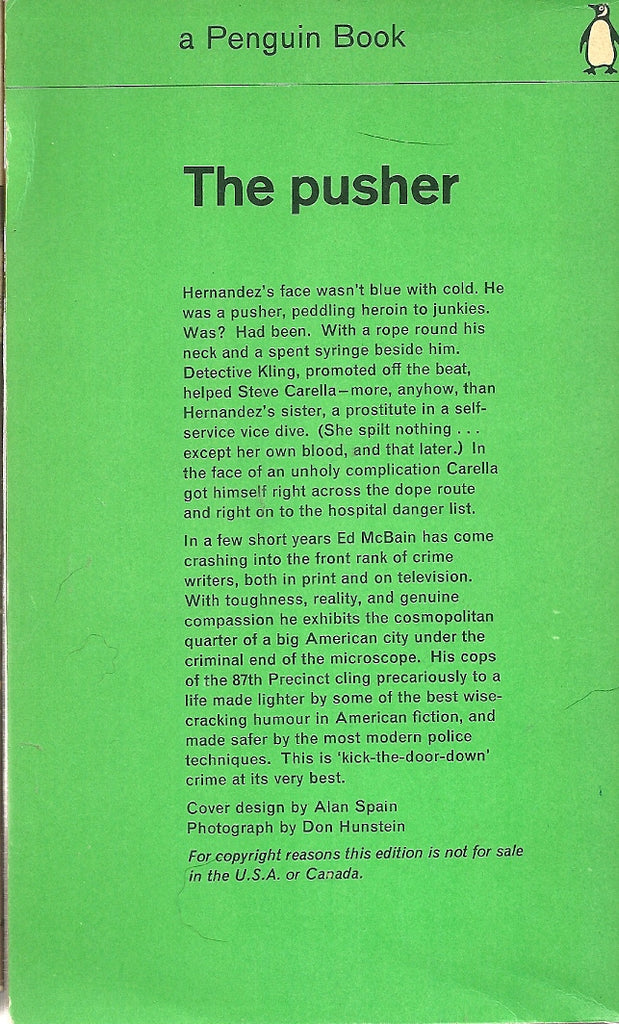 a Penguin Book
The pusher
Hernandez's face wasn't blue with cold. He
was a pusher, peddling heroin to junkies.
Was? Had been. With a rope round his
neck and a spent syringe beside him.
Detective Kling, promoted off the beat,
helped Steve Carella—more, anyhow, than
Hernandez's sister, a prostitute in a self-
service vice dive. (She spilt nothing . . .
except her own blood, and that later.) In
the face of an unholy complication Carella
got himself right across the dope route
and right on to the hospital danger list.
In a few short years Ed McBain has come
crashing into the front rank of crime
writers, both in print and on television.
With toughness, reality, and genuine
compassion he exhibits the cosmopolitan
quarter of a big American city under the
criminal end of the microscope. His cops
of the 87th Precinct cling precariously to a
life made lighter by some of the best wise-
cracking humour in American fiction, and
made safer by the most modern police
techniques. This is 'kick-the-door-down'
crime at its very best.
Cover design by Alan Spain
Photograph by Don Hunstein
For copyright reasons this edition is not for sale
in the U.S.A. or Canada.